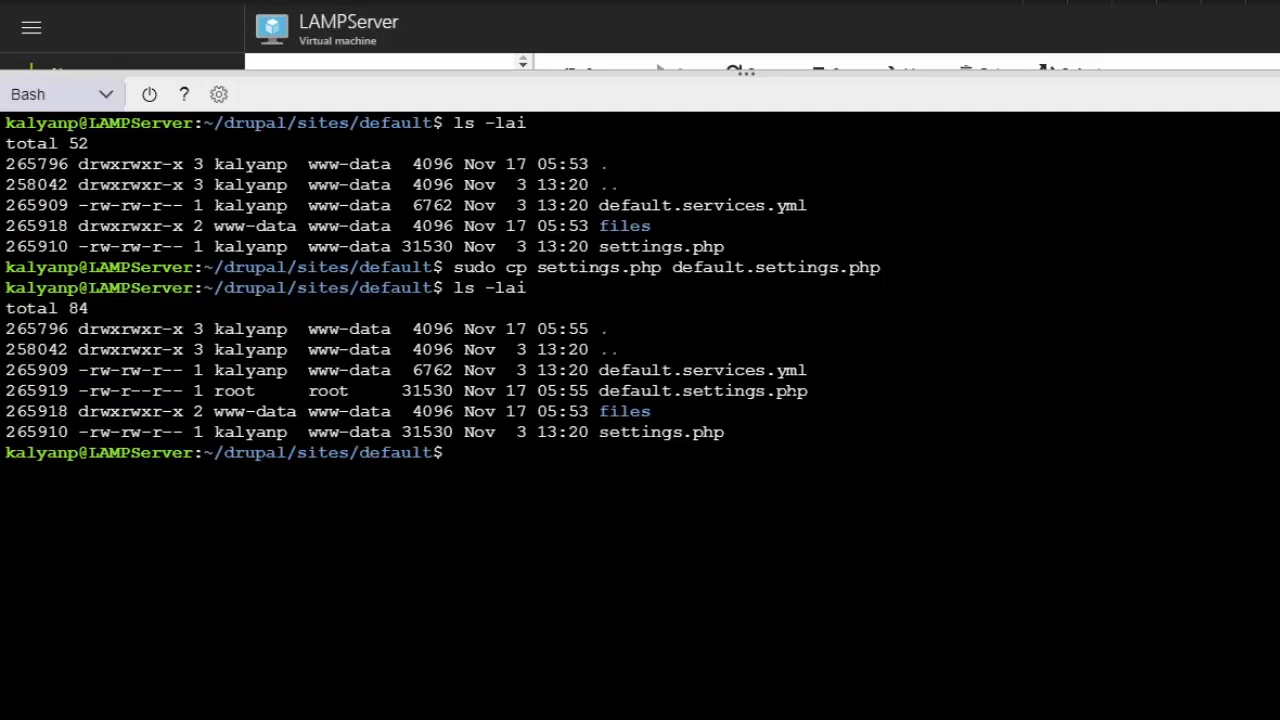 LAMPServer
Virtual machine
Bash
?
kalyanp@LAMPServer:~/drupal/sites/default$ ls -lai
total 52
265796 drwxrwxr-x 3 kalyanp  www-data  4096 Nov 17 05:53 .
258042 drwxrwxr-x 3 kalyanp  www-data  4096 Nov  3 13:20 ..
265909 -rw-rw-r-- 1 kalyanp  www-data  6762 Nov  3 13:20 default.services.yml
265918 drwxrwxr-x 2 www-data www-data  4096 Nov 17 05:53 files
265910 -rw-rw-r-- 1 kalyanp  www-data 31530 Nov  3 13:20 settings.php
kalyanp@LAMPServer:~/drupal/sites/default$ sudo cp settings.php default.settings.php
kalyanp@LAMPServer:~/drupal/sites/default$ ls -lai
total 84
265796 drwxrwxr-x 3 kalyanp  www-data  4096 Nov 17 05:55 .
258042 drwxrwxr-x 3 kalyanp  www-data  4096 Nov  3 13:20 ..
265909 -rw-rw-r-- 1 kalyanp  www-data  6762 Nov  3 13:20 default.services.yml
265919 -rw-r--r-- 1 root     root     31530 Nov 17 05:55 default.settings.php
265918 drwxrwxr-x 2 www-data www-data  4096 Nov 17 05:53 files
265910 -rw-rw-r-- 1 kalyanp  www-data 31530 Nov  3 13:20 settings.php
kalyanp@LAMPServer:~/drupal/sites/default$